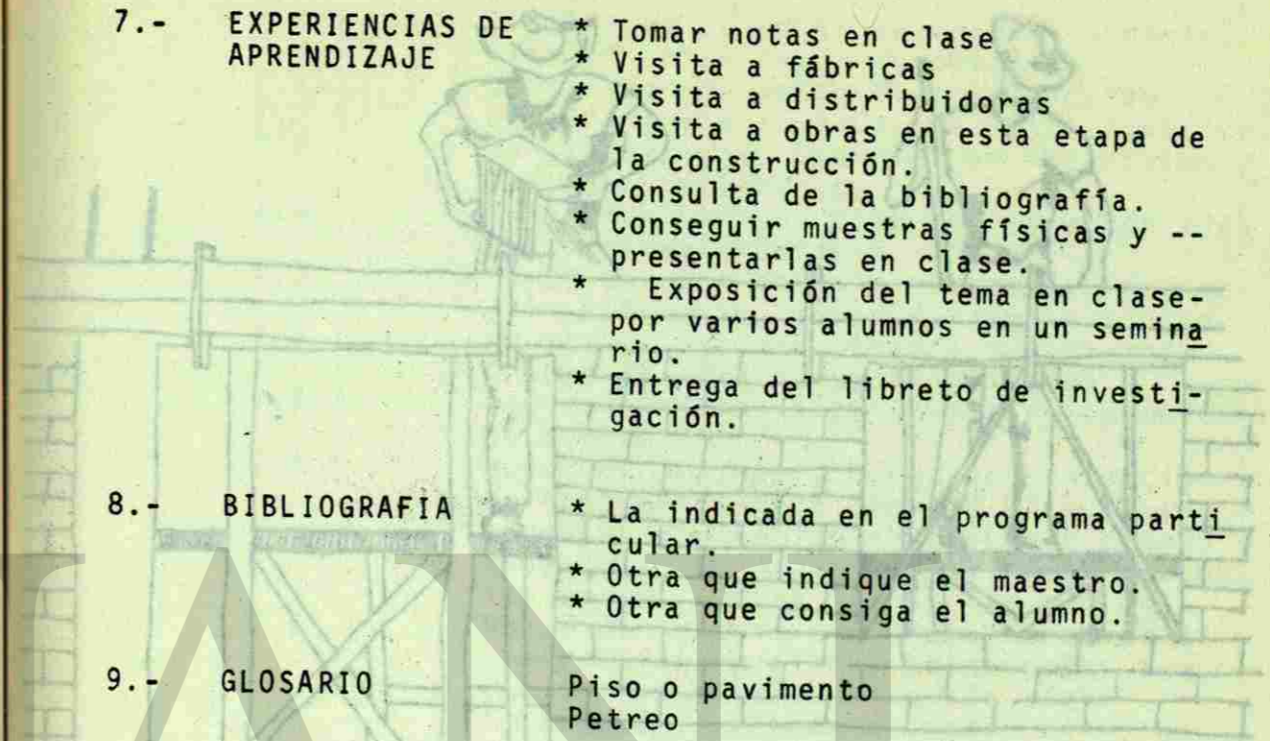 7.- EXPERIENCIAS DE * Tomar notas en clase
APRENDIZAJE * Visita a fábricas
* Visita a distribuidoras
* Visita a obras en esta etapa de
la construcción.
* Consulta de la bibliografía.
* Conseguir muestras físicas y --
presentarlas en clase.
* Exposición del tema en clase-
por varios alumnos en un semina
rio.
* Entrega del libreto de investi-
gación.
8.- BIBLIOGRAFIA * La indicada en el programa parti
cular.
* Otra que indique el maestro.
* Otra que consiga el alumno.
9.- GLOSARIO Piso o pavimento
Petreo